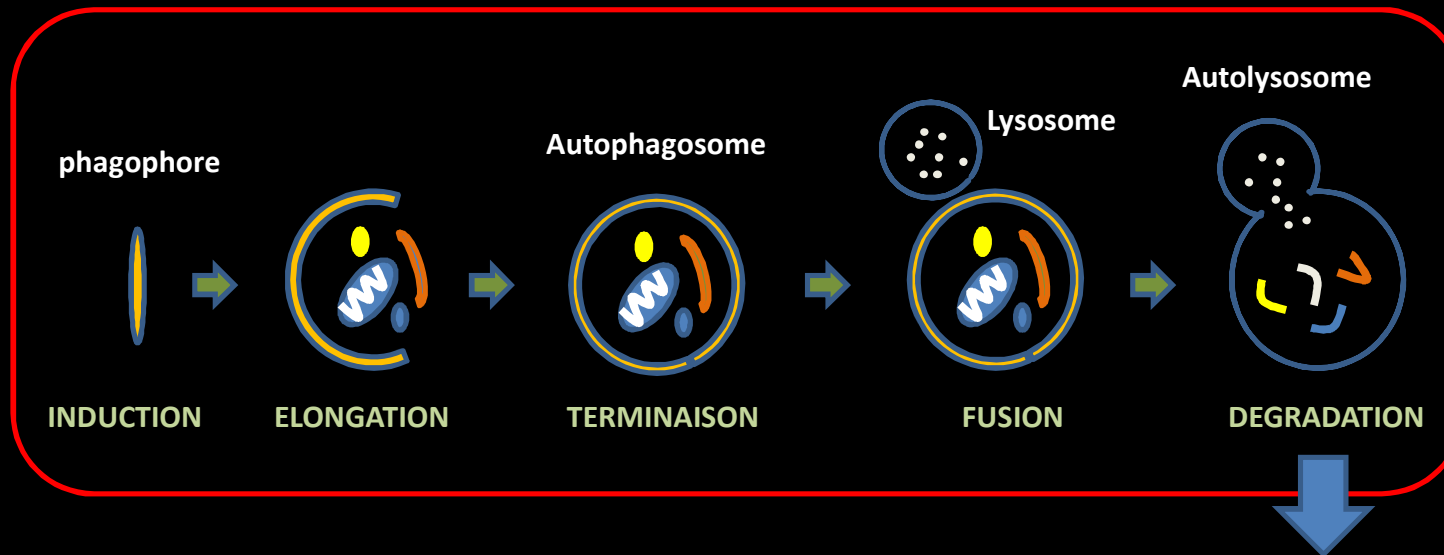 phagophore
Autophagosome
Lysosome
Autolysosome
INDUCTION
ELONGATION
TERMINAISON
FUSION
DEGRADATION